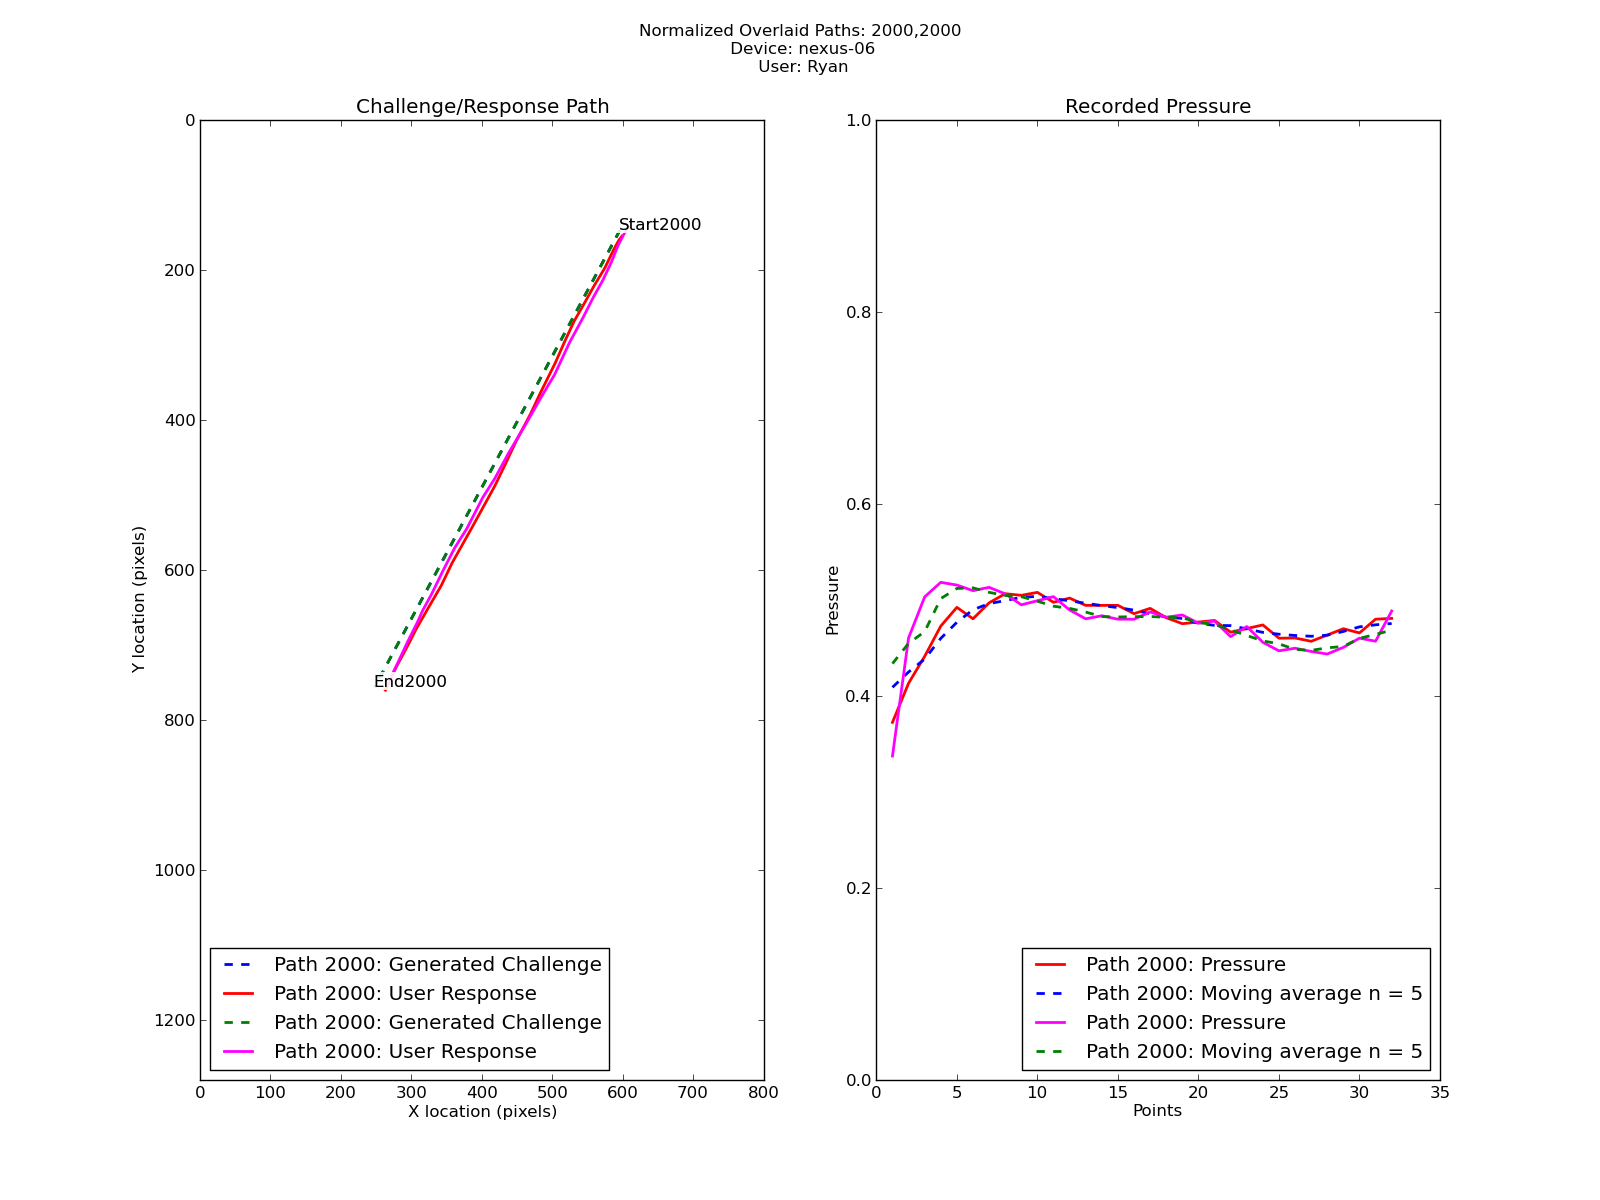 Normalized Overlaid Paths: 2000,2000
Device: nexus-06
User: Ryan
Challenge/Response Path
0
200
400
600
800
1000
1200
Y location (pixels)
Start2000
End2000
Path 2000: Generated Challenge
Path 2000: User Response
Path 2000: Generated Challenge
Path 2000: User Response
0 100 200 300 400 500 600 700 800
X location (pixels)
Recorded Pressure
1.0
0.8
0.6
0.4
0.2
0.0
Pressure
Path 2000: Pressure
Path 2000: Moving average n = 5
Path 2000: Pressure
Path 2000: Moving average n = 5
0 5 10 15 20 25 30 35
Points